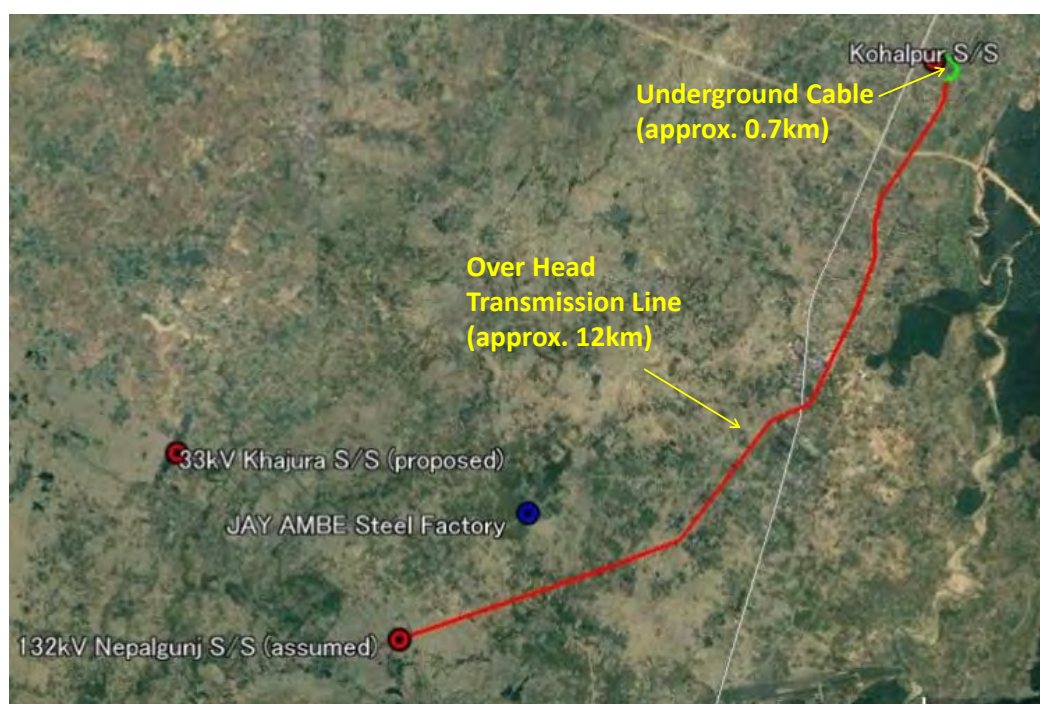 Kohalpur S/S
Underground Cable
(approx. 0.7km)
Over Head
Transmission Line
(approx. 12km)
33kV Khajura S/S (proposed)
JAY AMBE Steel Factory
132kV Nepalgunj S/S (assumed)